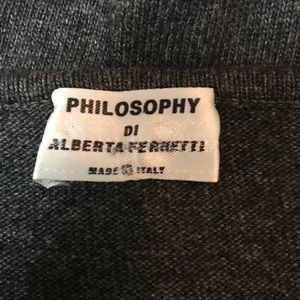 PHILOSOPHY
DI
ALBERTA FERRETTI
MADE IN ITALY